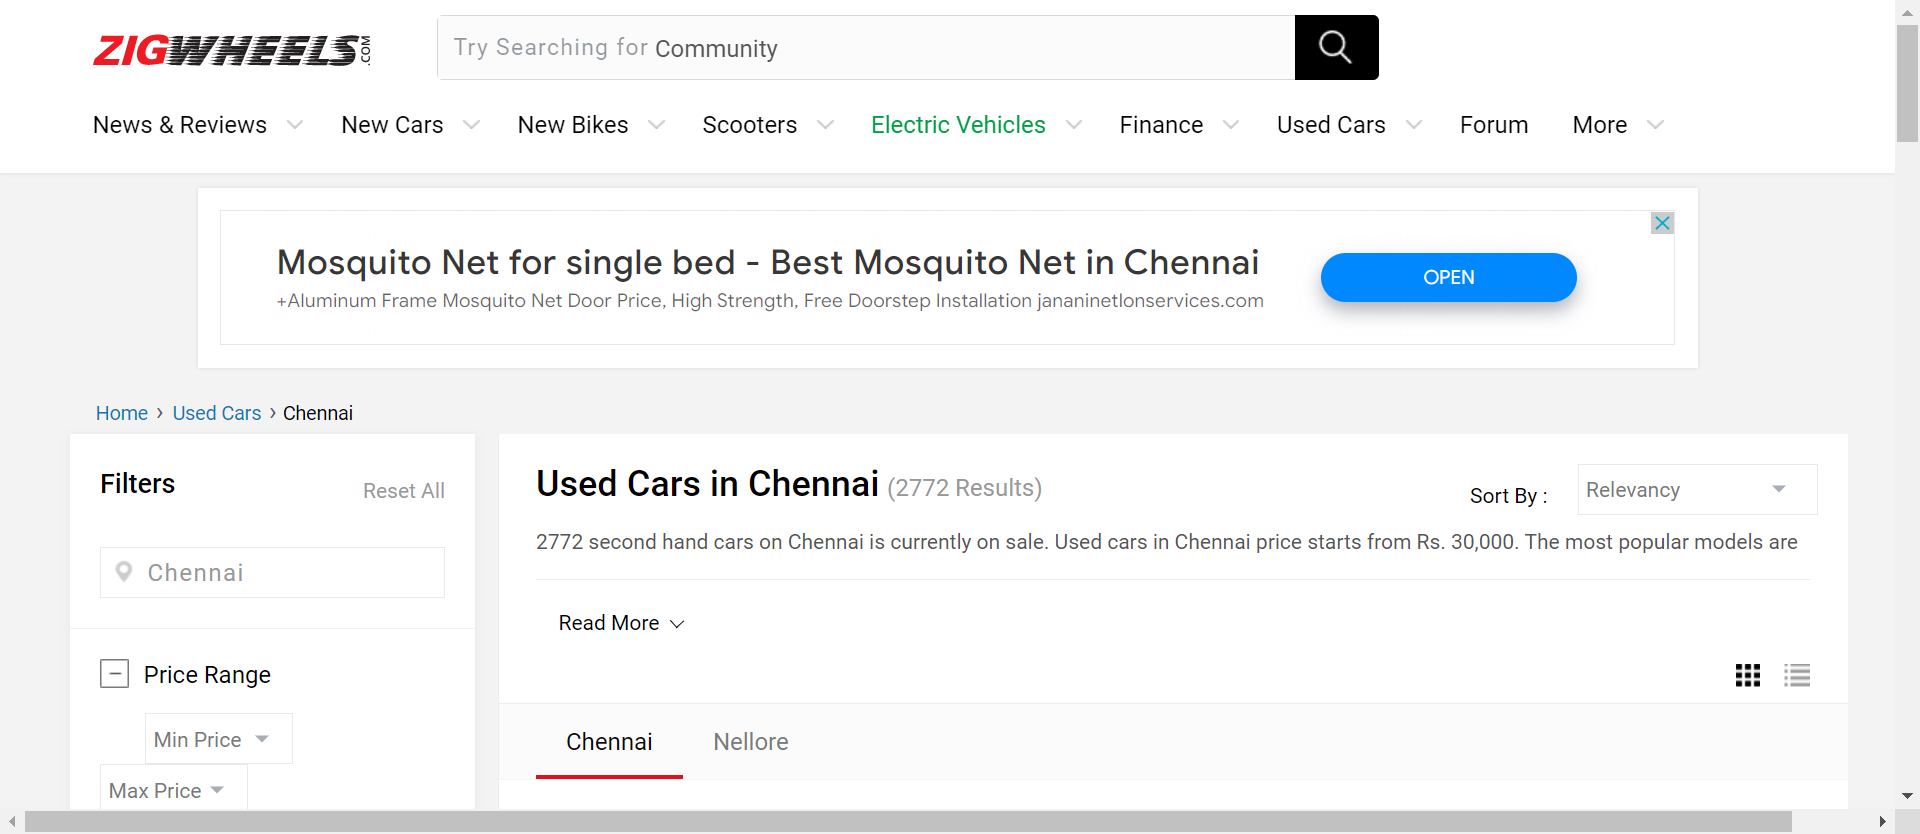 ZIGWHEELS.COM
Try Searching for Community
News & Reviews New Cars New Bikes Scooters Electric Vehicles Finance Used Cars Forum More
Mosquito Net for single bed - Best Mosquito Net in Chennai
+Aluminum Frame Mosquito Net Door Price, High Strength, Free Doorstep Installation jananinetlonservices.com
OPEN
Home › Used Cars › Chennai
Filters
Reset All
Chennai
Price Range
Min Price
Max Price
Used Cars in Chennai (2772 Results)
Sort By :
Relevancy
2772 second hand cars on Chennai is currently on sale. Used cars in Chennai price starts from Rs. 30,000. The most popular models are
Read More
Chennai Nellore